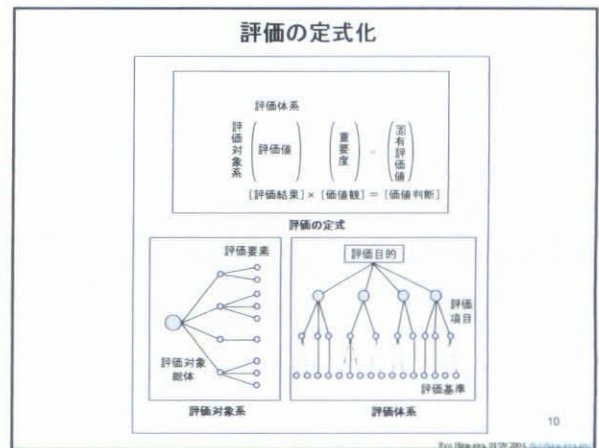 評価の定式化
評価体系
評価対象系
評価値
重要度
=
固有評価値
[評価結果]×[価値観]=[価値判断]
評価の定式
評価要素
評価対象
総体
評価対象系
評価目的
評価
項目
評価基準
評価体系
10